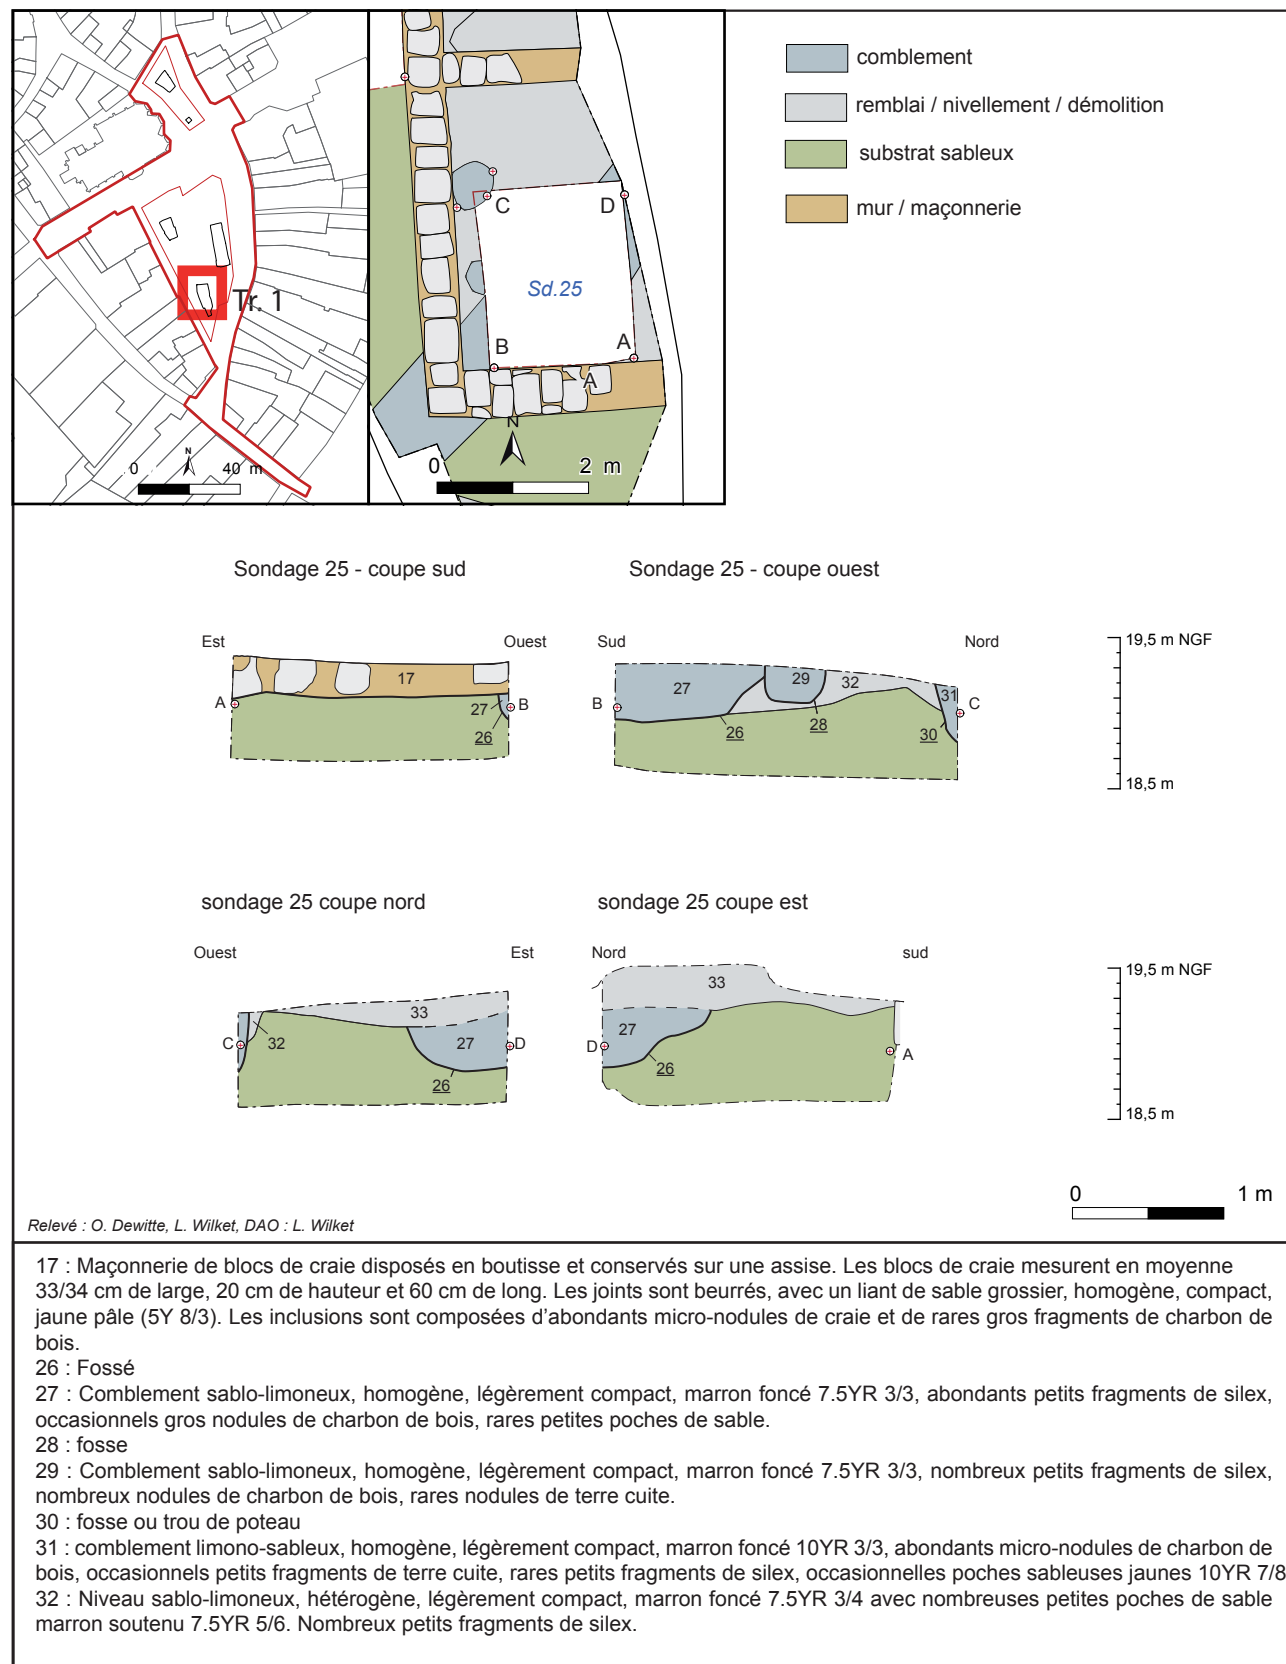 Tr. 1
0 40 m
N
C
D
Sd.25
B
A
A
N
0 2 m
comblement
remblai / nivellement / démolition
substrat sableux
mur / maçonnerie
Sondage 25 - coupe sud
Est Ouest
A 17 27 26 B
Sondage 25 - coupe ouest
Sud Nord
B 27 26 29 28 32 31 30 C
19,5 m NGF
18,5 m
sondage 25 coupe nord
Ouest Est
C 32 33 27 26 D
sondage 25 coupe est
Nord sud
D 27 26 33 A
19,5 m NGF
18,5 m
0 1 m
Relevé : O. Dewitte, L. Wilket, DAO : L. Wilket
17 : Maçonnerie de blocs de craie disposés en boutisse et conservés sur une assise. Les blocs de craie mesurent en moyenne
33/34 cm de large, 20 cm de hauteur et 60 cm de long. Les joints sont beurrés, avec un liant de sable grossier, homogène, compact,
jaune pâle (5Y 8/3). Les inclusions sont composées d'abondants micro-nodules de craie et de rares gros fragments de charbon de
bois.
26 : Fossé
27 : Comblement sablo-limoneux, homogène, légèrement compact, marron foncé 7.5YR 3/3, abondants petits fragments de silex,
occasionnels gros nodules de charbon de bois, rares petites poches de sable.
28 : fosse
29 : Comblement sablo-limoneux, homogène, légèrement compact, marron foncé 7.5YR 3/3, nombreux petits fragments de silex,
nombreux nodules de charbon de bois, rares nodules de terre cuite.
30 : fosse ou trou de poteau
31 : comblement limono-sableux, homogène, légèrement compact, marron foncé 10YR 3/3, abondants micro-nodules de charbon de
bois, occasionnels petits fragments de terre cuite, rares petits fragments de silex, occasionnelles poches sableuses jaunes 10YR 7/8
32 : Niveau sablo-limoneux, hétérogène, légèrement compact, marron foncé 7.5YR 3/4 avec nombreuses petites poches de sable
marron soutenu 7.5YR 5/6. Nombreux petits fragments de silex.